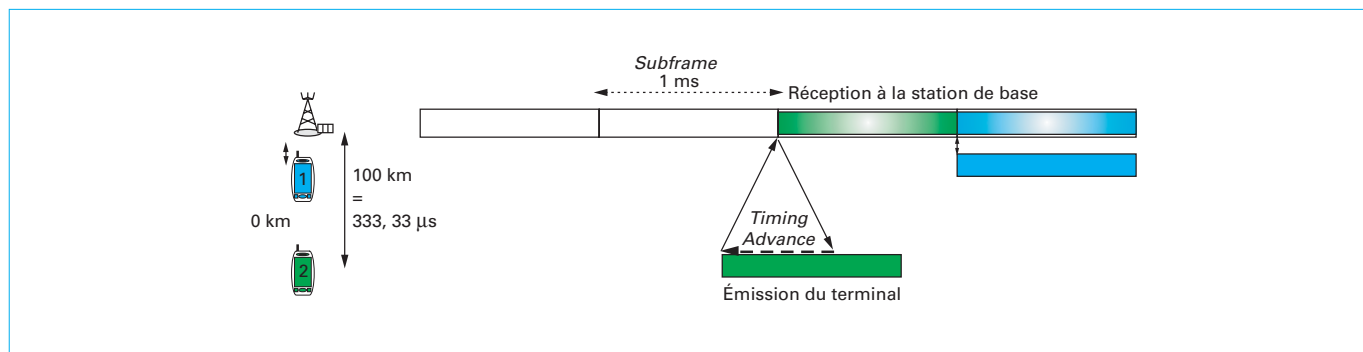 Subframe
1 ms
Réception à la station de base
1
100 km
=
333, 33 µs
0 km
2
Timing
Advance
Émission du terminal